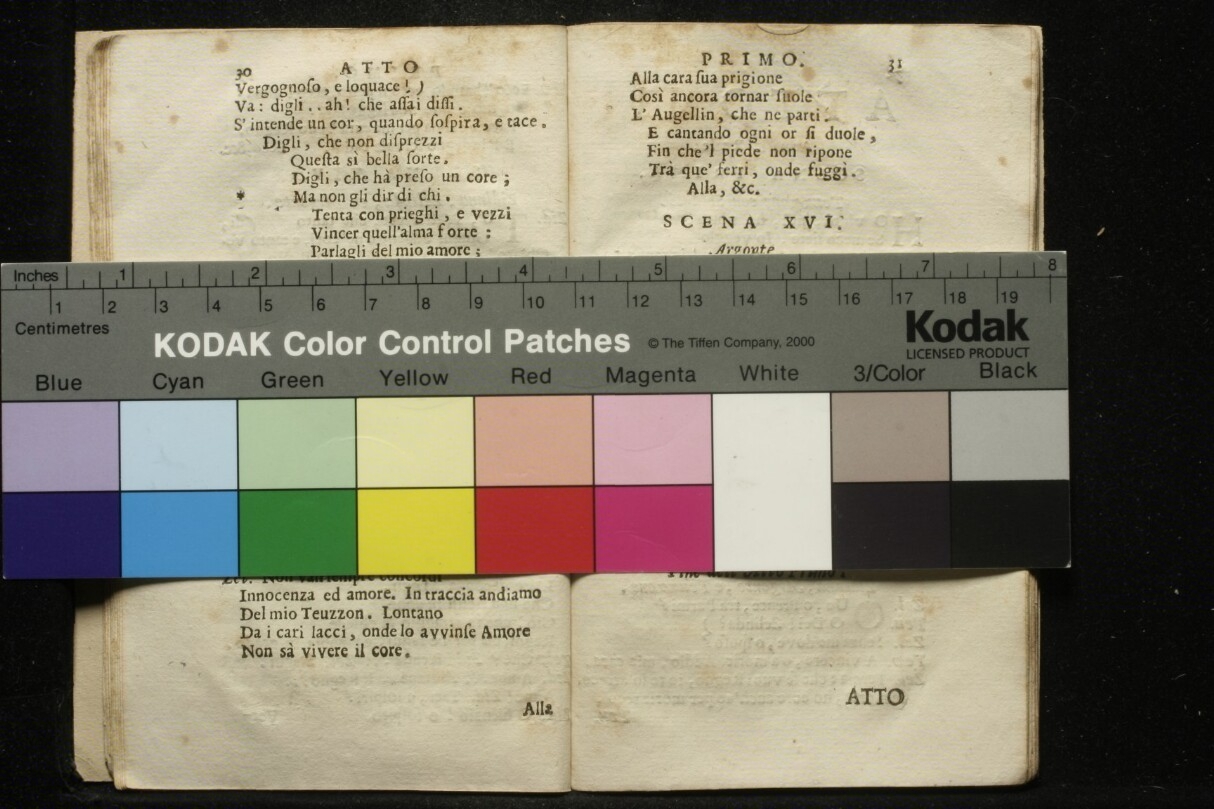 30 ATTO
Vergognoſo, e loquace! )
Va: digli .. ah! che aſſai diſſi.
S'intende un cor, quando ſoſpira, e tace.
Digli, che non diſprezzi
Queſta sì bella ſorte.
Digli, che hà preſo un core;
* Ma non gli dir di chi.
Tenta con prieghi, e vezzi
Vincer quell'alma forte:
Parlagli del mio amore;
PRIMO. 31
Alla cara ſua prigione
Così ancora tornar ſuole
L'Augellin, che ne partì.
E cantando ogni or ſi duole,
Fin che'l piede non ripone
Trà que' ferri, onde fuggì.
Alla, &c.
SCENA XVI.
Argonte
Inches 1 2 3 4 5 6 7 8
1 2 3 4 5 6 7 8 9 10 11 12 13 14 15 16 17 18 19
Centimetres
KODAK Color Control Patches © The Tiffen Company, 2000
Kodak
LICENSED PRODUCT
Blue Cyan Green Yellow Red Magenta White 3/Color Black
Innocenza ed amore. In traccia andiamo
Del mio Teuzzon. Lontano
Da i cari lacci, onde lo avvinſe Amore
Non sà vivere il core.
Alla
ATTO